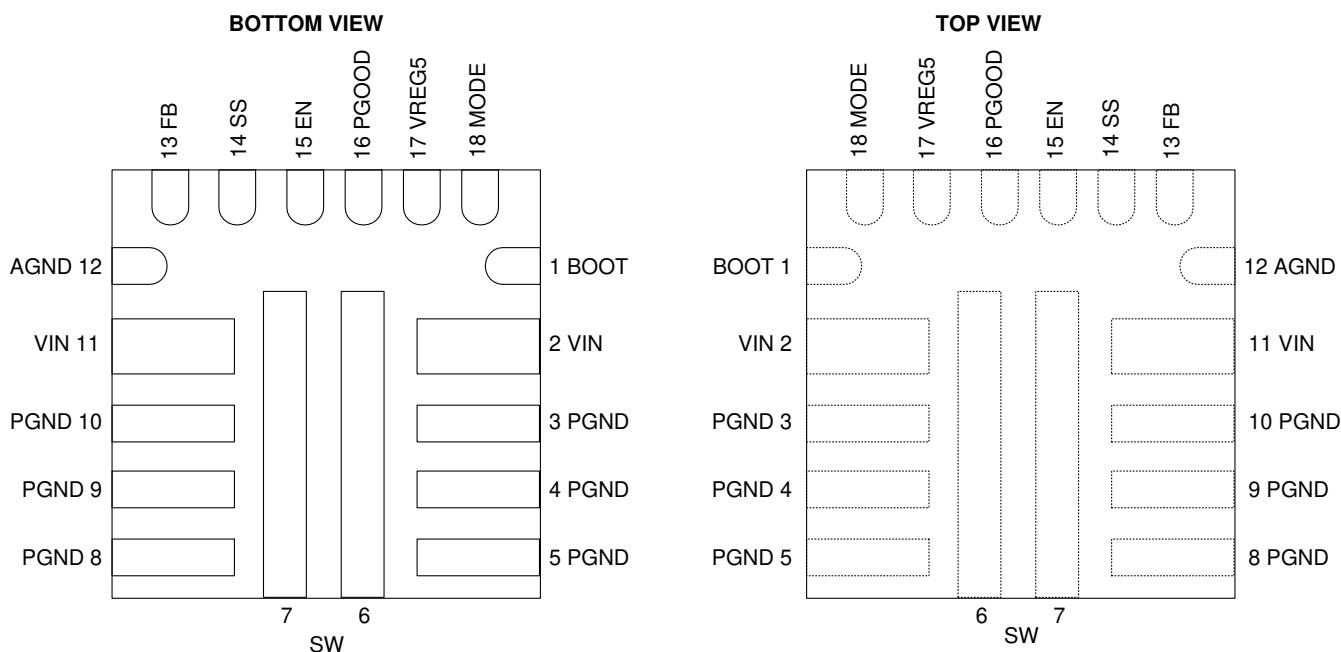 BOTTOM VIEW
13 FB
14 SS
15 EN
16 PGOOD
17 VREG5
18 MODE
AGND 12
1 BOOT
VIN 11
2 VIN
PGND 10
3 PGND
PGND 9
4 PGND
PGND 8
5 PGND
7
6
SW
TOP VIEW
18 MODE
17 VREG5
16 PGOOD
15 EN
14 SS
13 FB
BOOT 1
12 AGND
VIN 2
11 VIN
PGND 3
10 PGND
PGND 4
9 PGND
PGND 5
8 PGND
6
7
SW